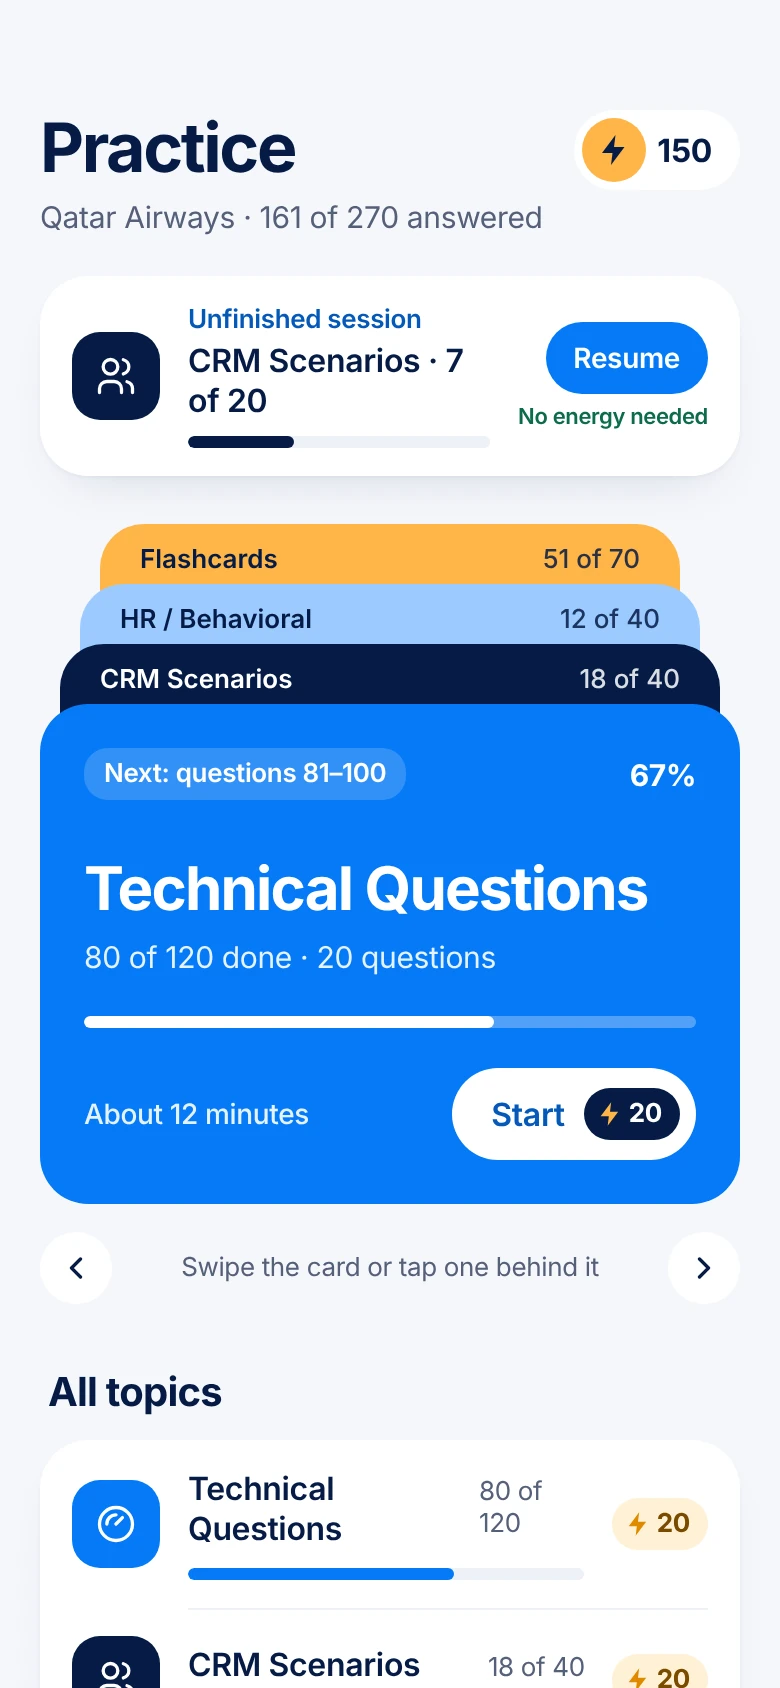 Practice
150
Qatar Airways · 161 of 270 answered
Unfinished session
CRM Scenarios · 7
of 20
Resume
No energy needed
Flashcards 51 of 70
HR / Behavioral 12 of 40
CRM Scenarios 18 of 40
Next: questions 81–100 67%
Technical Questions
80 of 120 done · 20 questions
About 12 minutes
Start 20
Swipe the card or tap one behind it
All topics
Technical
Questions
80 of
120
20
CRM Scenarios 18 of 40
20